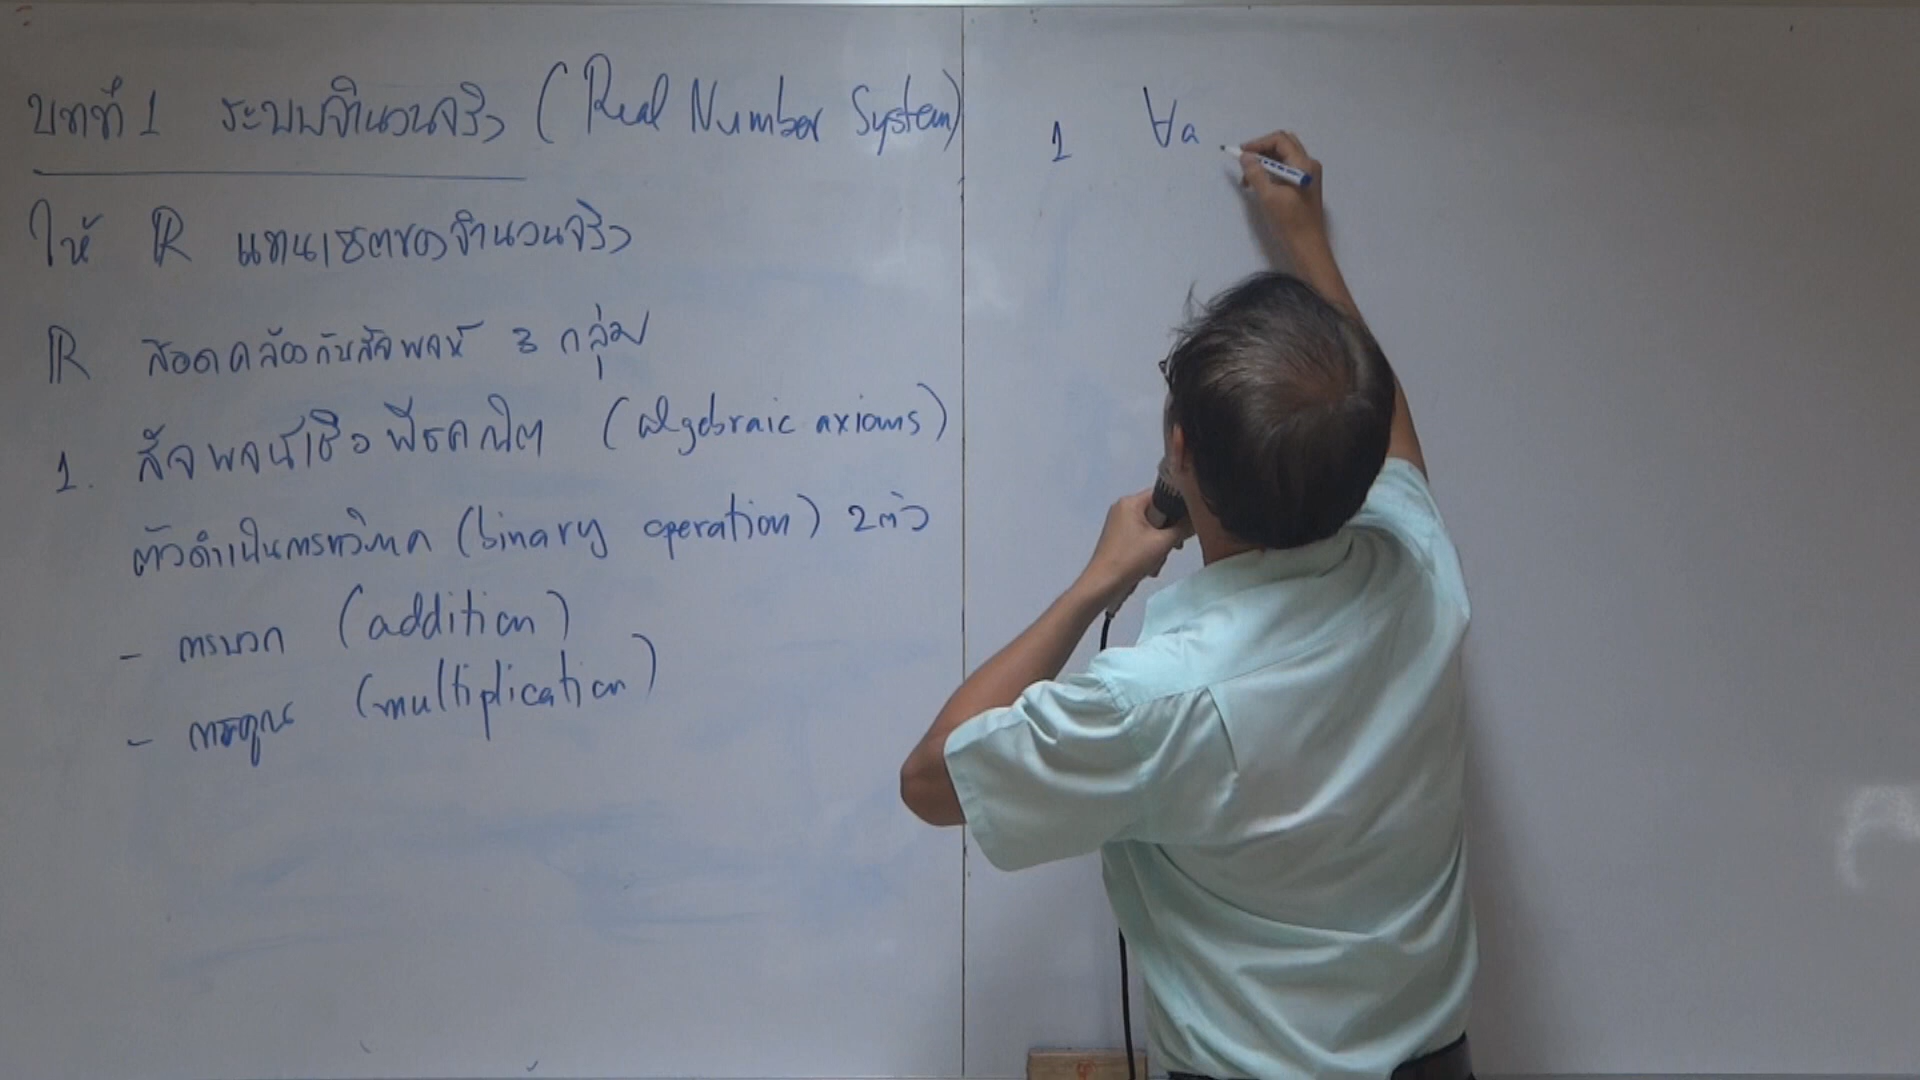 บทที่ 1 ระบบจำนวนจริง (Real Number System)
ให้ ℝ แทนเซตของจำนวนจริง
ℝ สอดคล้องกับสัจพจน์ 3 กลุ่ม
1. สัจพจน์เชิงพีชคณิต (algebraic axioms)
ตัวดำเนินการทวิภาค (binary operation) 2 ตัว
- การบวก (addition)
- การคูณ (multiplication)
1 ∀a